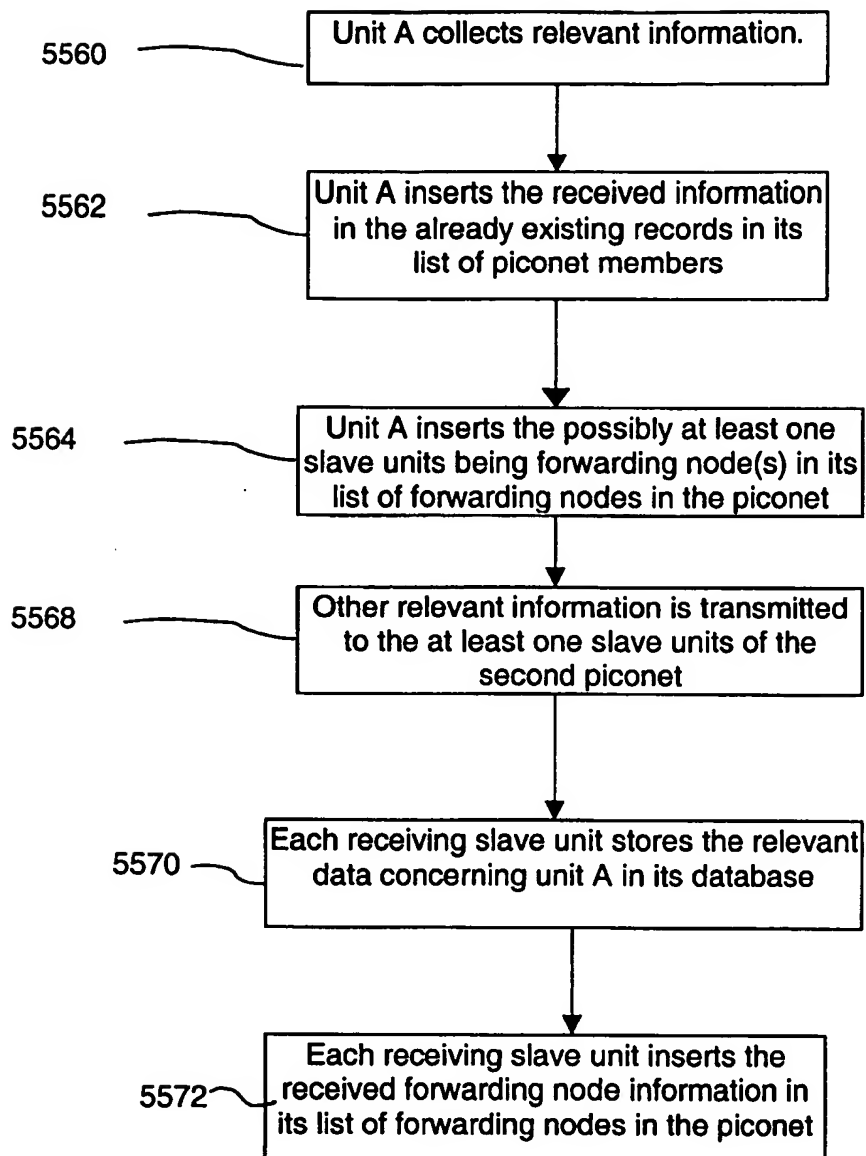 5560
Unit A collects relevant information.
5562
Unit A inserts the received information
in the already existing records in its
list of piconet members
5564
Unit A inserts the possibly at least one
slave units being forwarding node(s) in its
list of forwarding nodes in the piconet
5568
Other relevant information is transmitted
to the at least one slave units of the
second piconet
5570
Each receiving slave unit stores the relevant
data concerning unit A in its database
5572
Each receiving slave unit inserts the
received forwarding node information in
its list of forwarding nodes in the piconet